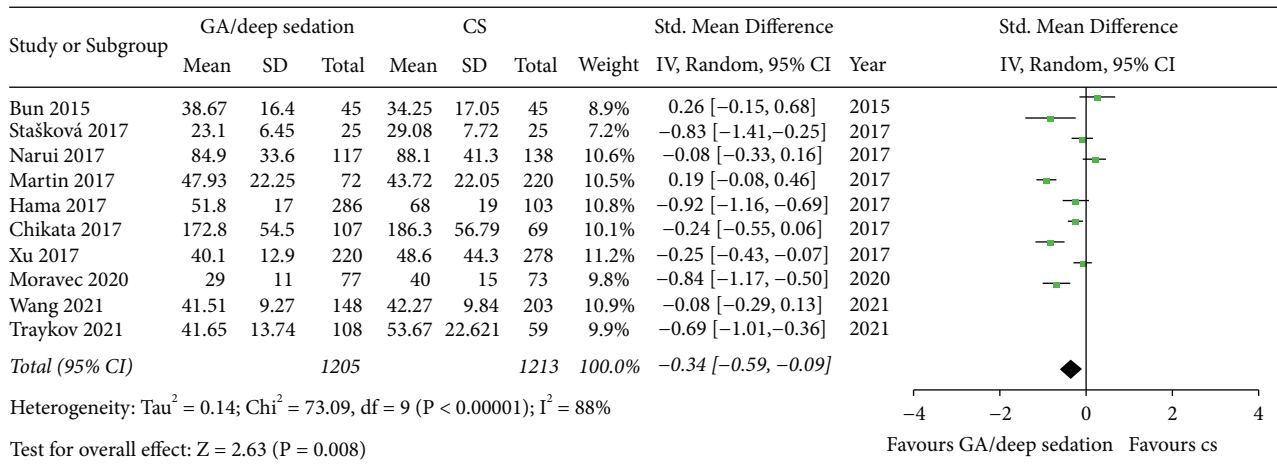 GA/deep sedation CS Std. Mean Difference Std. Mean Difference
Study or Subgroup Mean SD Total Mean SD Total Weight IV, Random, 95% CI Year IV, Random, 95% CI
Bun 2015 38.67 16.4 45 34.25 17.05 45 8.9% 0.26 [−0.15, 0.68] 2015
Stašková 2017 23.1 6.45 25 29.08 7.72 25 7.2% −0.83 [−1.41,−0.25] 2017
Narui 2017 84.9 33.6 117 88.1 41.3 138 10.6% −0.08 [−0.33, 0.16] 2017
Martin 2017 47.93 22.25 72 43.72 22.05 220 10.5% 0.19 [−0.08, 0.46] 2017
Hama 2017 51.8 17 286 68 19 103 10.8% −0.92 [−1.16, −0.69] 2017
Chikata 2017 172.8 54.5 107 186.3 56.79 69 10.1% −0.24 [−0.55, 0.06] 2017
Xu 2017 40.1 12.9 220 48.6 44.3 278 11.2% −0.25 [−0.43, −0.07] 2017
Moravec 2020 29 11 77 40 15 73 9.8% −0.84 [−1.17, −0.50] 2020
Wang 2021 41.51 9.27 148 42.27 9.84 203 10.9% −0.08 [−0.29, 0.13] 2021
Traykov 2021 41.65 13.74 108 53.67 22.621 59 9.9% −0.69 [−1.01,−0.36] 2021
Total (95% CI) 1205 1213 100.0% −0.34 [−0.59, −0.09]
Heterogeneity: Tau² = 0.14; Chi² = 73.09, df = 9 (P < 0.00001); I² = 88%
Test for overall effect: Z = 2.63 (P = 0.008)
−4 −2 0 2 4
Favours GA/deep sedation Favours cs